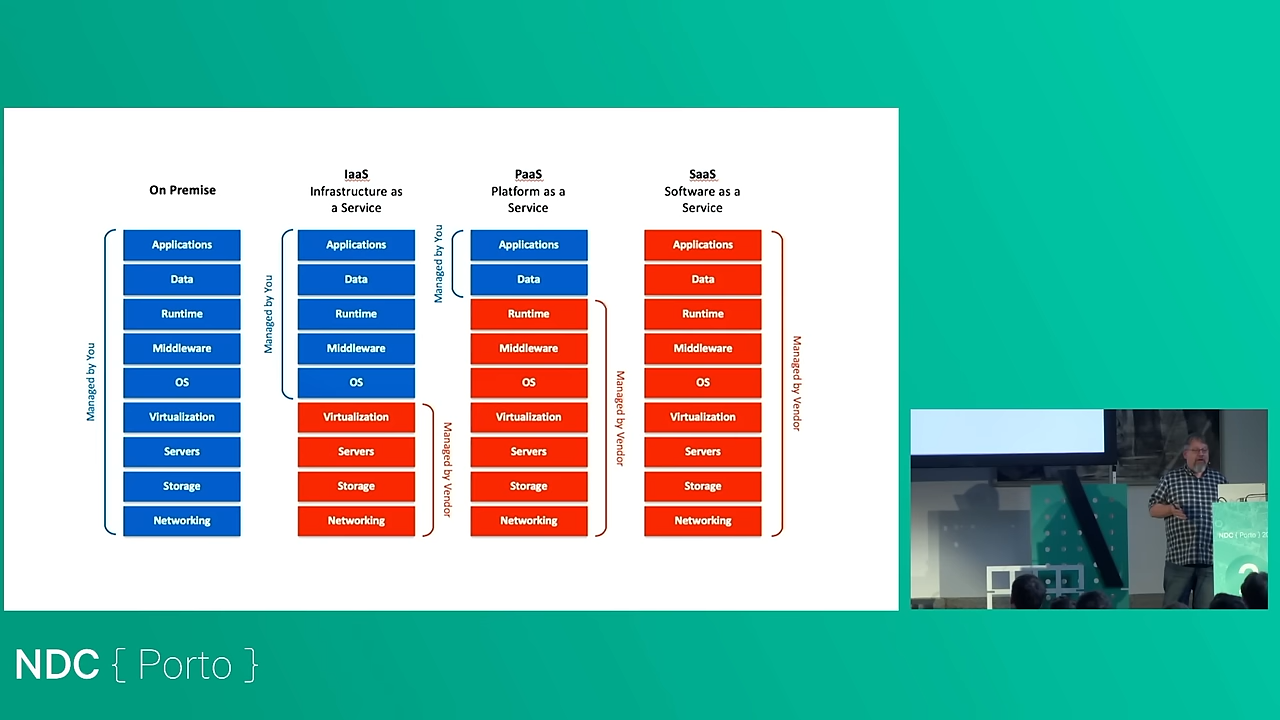 On Premise
Managed by You
Applications
Data
Runtime
Middleware
OS
Virtualization
Servers
Storage
Networking
IaaS
Infrastructure as
a Service
Managed by You
Applications
Data
Runtime
Middleware
OS
Virtualization
Servers
Storage
Networking
Managed by Vendor
PaaS
Platform as a
Service
Managed by You
Applications
Data
Runtime
Middleware
OS
Virtualization
Servers
Storage
Networking
Managed by Vendor
SaaS
Software as a
Service
Applications
Data
Runtime
Middleware
OS
Virtualization
Servers
Storage
Networking
Managed by Vendor
NDC { Porto } 
NDC { Porto }